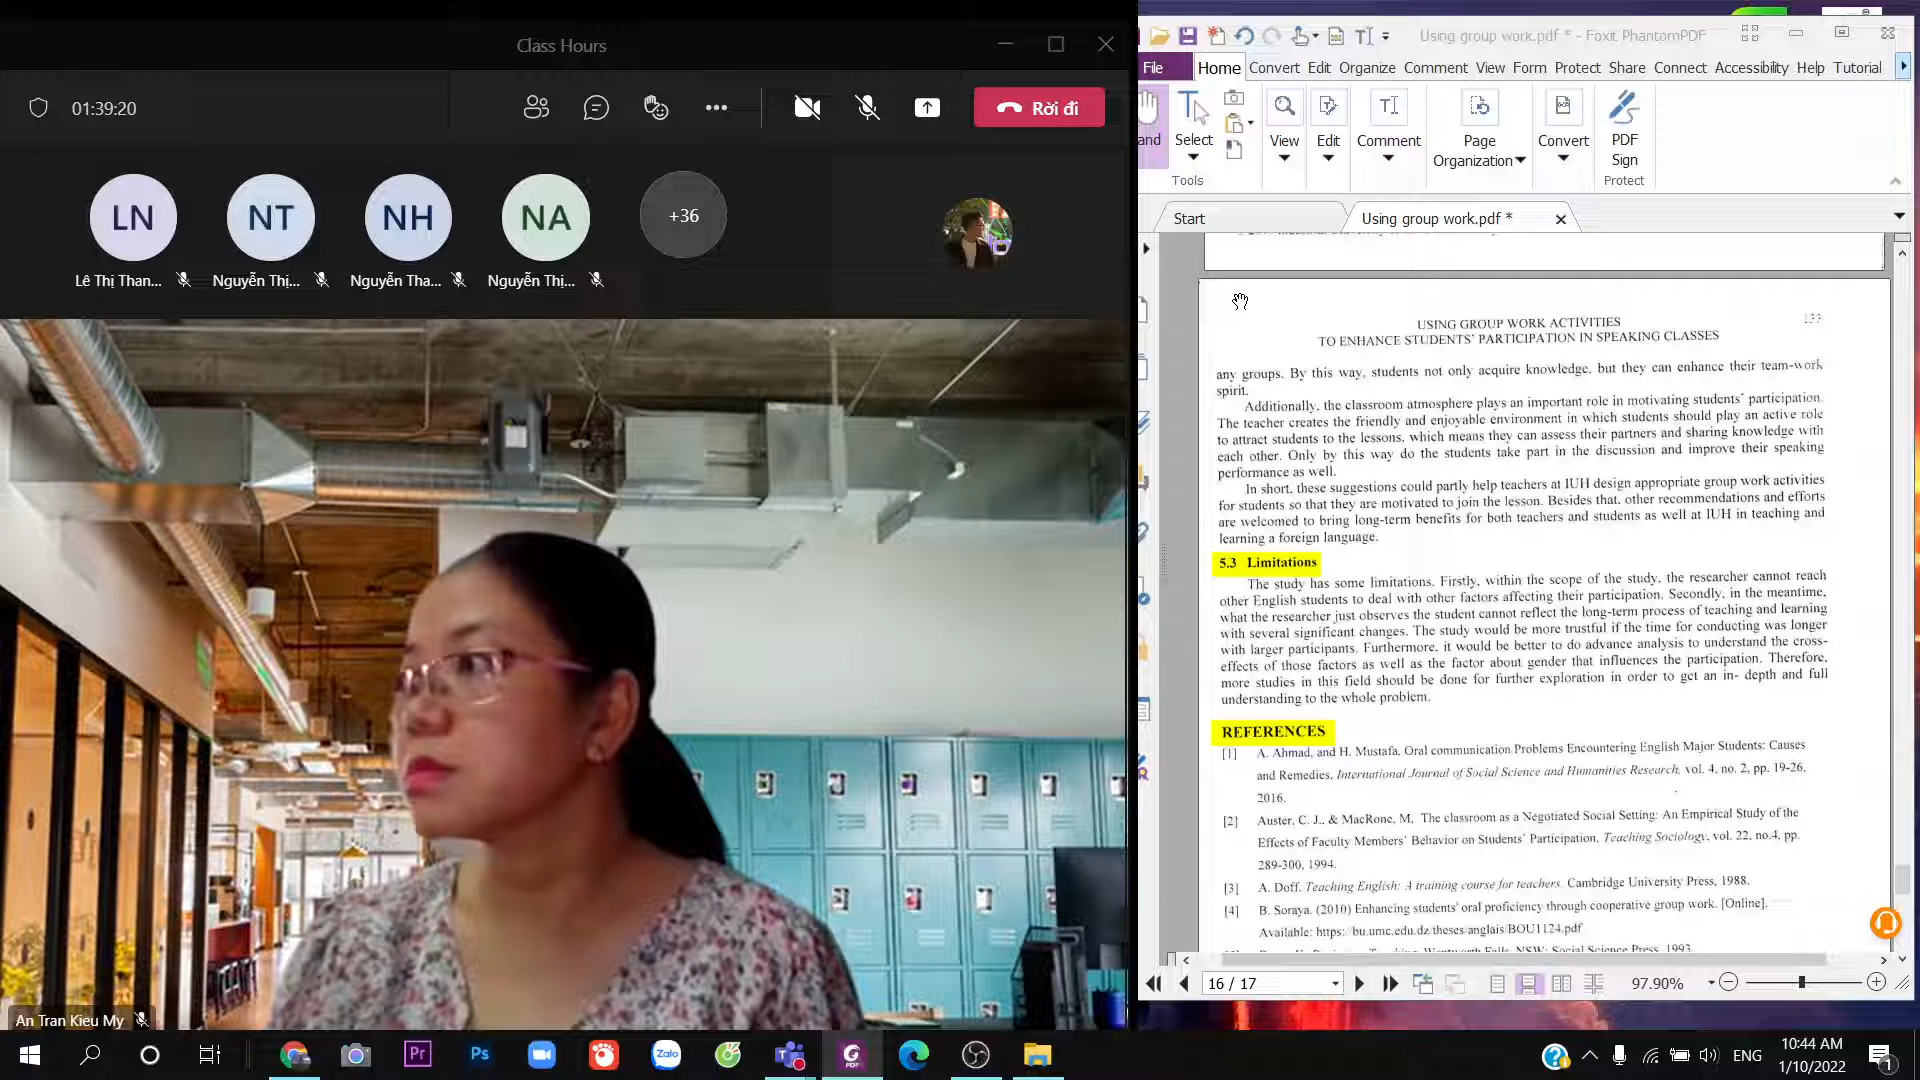 Class Hours
01:39:20
Rời đi
LN
NT
NH
NA
+36
Lê Thị Than...
Nguyễn Thị...
Nguyễn Tha...
Nguyễn Thị...
An Tran Kieu My
Using group work.pdf * - Foxit PhantomPDF
File Home Convert Edit Organize Comment View Form Protect Share Connect Accessibility Help Tutorial
and Select
View Edit Comment Page Organization Convert PDF Sign
Tools
Protect
Start
Using group work.pdf *
USING GROUP WORK ACTIVITIES
TO ENHANCE STUDENTS' PARTICIPATION IN SPEAKING CLASSES
any groups. By this way, students not only acquire knowledge, but they can enhance their team-work
spirit.
Additionally, the classroom atmosphere plays an important role in motivating students' participation.
The teacher creates the friendly and enjoyable environment in which students should play an active role
to attract students to the lessons, which means they can assess their partners and sharing knowledge with
each other. Only by this way do the students take part in the discussion and improve their speaking
performance as well.
In short, these suggestions could partly help teachers at IUH design appropriate group work activities
for students so that they are motivated to join the lesson. Besides that, other recommendations and efforts
are welcomed to bring long-term benefits for both teachers and students as well at IUH in teaching and
learning a foreign language.
5.3 Limitations
The study has some limitations. Firstly, within the scope of the study, the researcher cannot reach
other English students to deal with other factors affecting their participation. Secondly, in the meantime,
what the researcher just observes the student cannot reflect the long-term process of teaching and learning
with several significant changes. The study would be more trustful if the time for conducting was longer
with larger participants. Furthermore, it would be better to do advance analysis to understand the cross-
effects of those factors as well as the factor about gender that influences the participation. Therefore,
more studies in this field should be done for further exploration in order to get an in- depth and full
understanding to the whole problem.
REFERENCES
[1] A. Ahmad, and H. Mustafa, Oral communication Problems Encountering English Major Students: Causes
and Remedies, International Journal of Social Science and Humanities Research, vol. 4, no. 2, pp. 19-26,
2016.
[2] Auster, C. J., & MacRone, M, The classroom as a Negotiated Social Setting: An Empirical Study of the
Effects of Faculty Members' Behavior on Students' Participation, Teaching Sociology, vol. 22, no.4, pp.
289-300, 1994.
[3] A. Doff, Teaching English: A training course for teachers, Cambridge University Press, 1988.
[4] B. Soraya. (2010) Enhancing students' oral proficiency through cooperative group work. [Online].
Available: https://bu.umc.edu.dz/theses/anglais/BOU1124.pdf
Wentworth Falls, NSW: Social Science Press, 1993
16 / 17
97.90%
Pr Ps Zalo
ENG
10:44 AM
1/10/2022
1